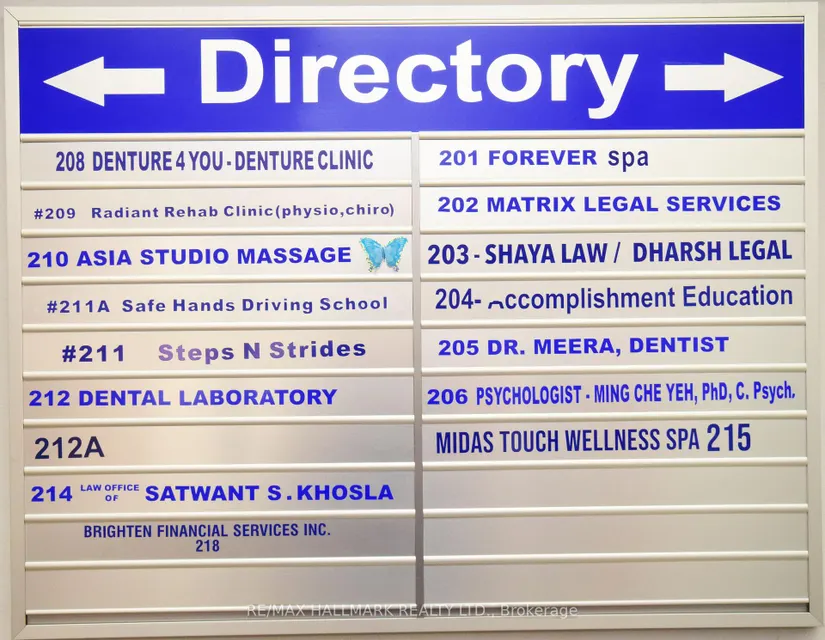 Directory
208 DENTURE 4 YOU - DENTURE CLINIC
#209 Radiant Rehab Clinic(physio,chiro)
210 ASIA STUDIO MASSAGE
#211A Safe Hands Driving School
#211 Steps N Strides
212 DENTAL LABORATORY
212A
214 LAW OFFICE OF SATWANT S. KHOSLA
BRIGHTEN FINANCIAL SERVICES INC.
218
201 FOREVER spa
202 MATRIX LEGAL SERVICES
203 - SHAYA LAW / DHARSH LEGAL
204- Accomplishment Education
205 DR. MEERA, DENTIST
206 PSYCHOLOGIST - MING CHE YEH, PhD, C. Psych.
MIDAS TOUCH WELLNESS SPA 215
RE/MAX HALLMARK REALTY LTD., Brokerage